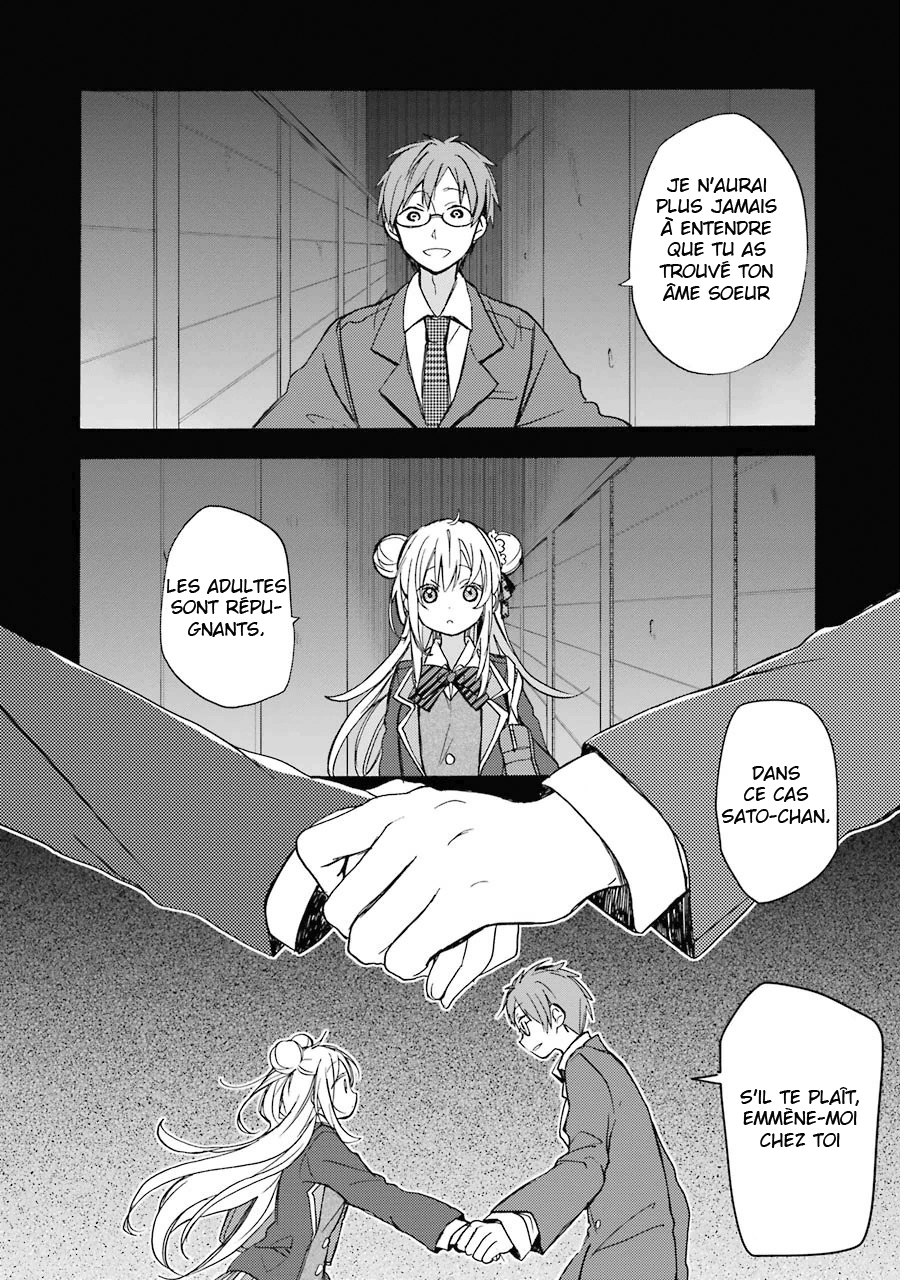 JE N'AURAI
PLUS JAMAIS
À ENTENDRE
QUE TU AS
TROUVÉ TON
ÂME SOEUR
LES ADULTES
SONT RÉPU-
GNANTS.
DANS
CE CAS
SATO-CHAN.
S'IL TE PLAÎT,
EMMÈNE-MOI
CHEZ TOI